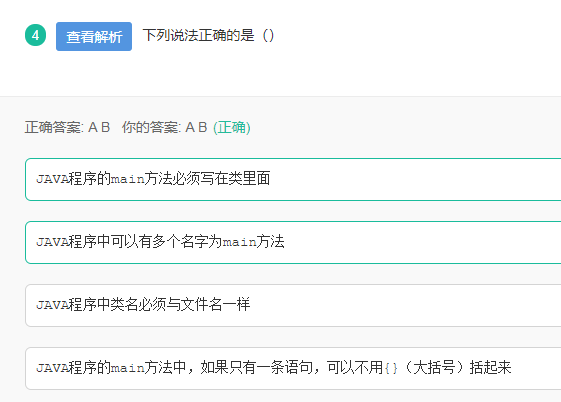 4 查看解析 下列说法正确的是（）
正确答案: A B 你的答案: A B (正确)
JAVA程序的main方法必须写在类里面
JAVA程序中可以有多个名字为main方法
JAVA程序中类名必须与文件名一样
JAVA程序的main方法中，如果只有一条语句，可以不用{}（大括号）括起来